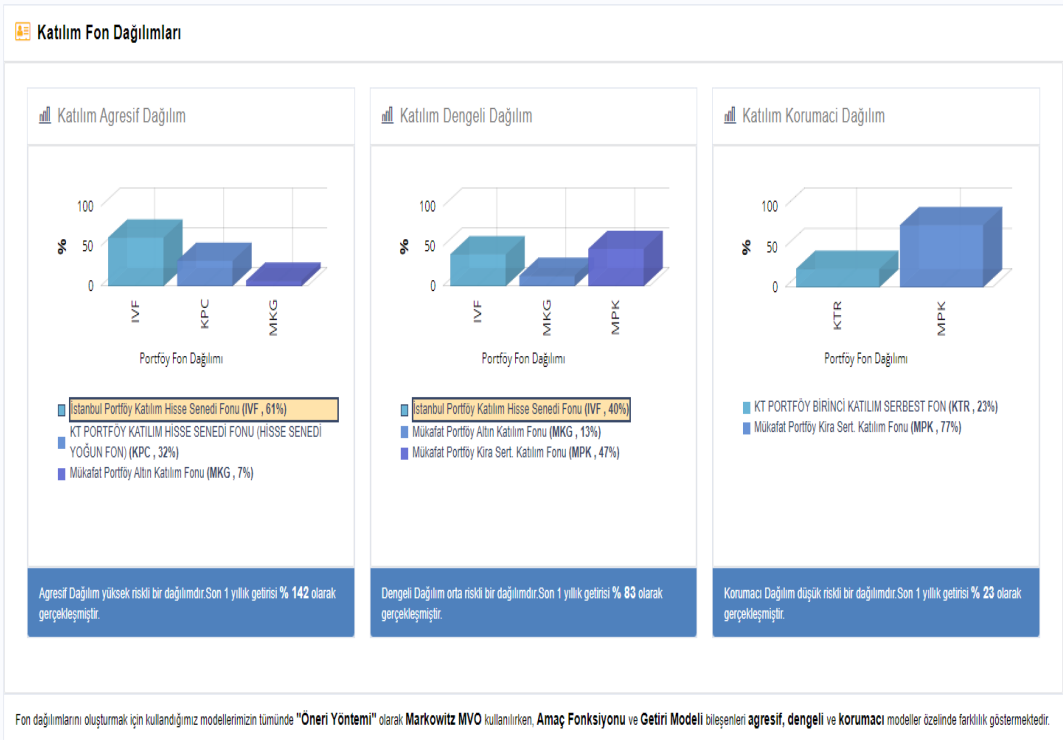 Katılım Fon Dağılımları
Katılım Agresif Dağılım
100
50
0
%
IVF
KPC
MKG
Portföy Fon Dağılımı
İstanbul Portföy Katılım Hisse Senedi Fonu (IVF , 61%)
KT PORTFÖY KATILIM HİSSE SENEDİ FONU (HİSSE SENEDİ
YOĞUN FON) (KPC , 32%)
Mükafat Portföy Altın Katılım Fonu (MKG , 7%)
Agresif Dağılım yüksek riskli bir dağılımdır.Son 1 yıllık getirisi % 142 olarak
gerçekleşmiştir.
Katılım Dengeli Dağılım
100
50
0
%
IVF
MKG
MPK
Portföy Fon Dağılımı
İstanbul Portföy Katılım Hisse Senedi Fonu (IVF , 40%)
Mükafat Portföy Altın Katılım Fonu (MKG , 13%)
Mükafat Portföy Kira Sert. Katılım Fonu (MPK , 47%)
Dengeli Dağılım orta riskli bir dağılımdır.Son 1 yıllık getirisi % 83 olarak
gerçekleşmiştir.
Katılım Korumaci Dağılım
100
50
0
%
KTR
MPK
Portföy Fon Dağılımı
KT PORTFÖY BİRİNCİ KATILIM SERBEST FON (KTR , 23%)
Mükafat Portföy Kira Sert. Katılım Fonu (MPK , 77%)
Korumacı Dağılım düşük riskli bir dağılımdır.Son 1 yıllık getirisi % 23 olarak
gerçekleşmiştir.
Fon dağılımlarını oluşturmak için kullandığımız modellerimizin tümünde "Öneri Yöntemi" olarak Markowitz MVO kullanılırken, Amaç Fonksiyonu ve Getiri Modeli bileşenleri agresif, dengeli ve korumacı modeller özelinde farklılık göstermektedir.